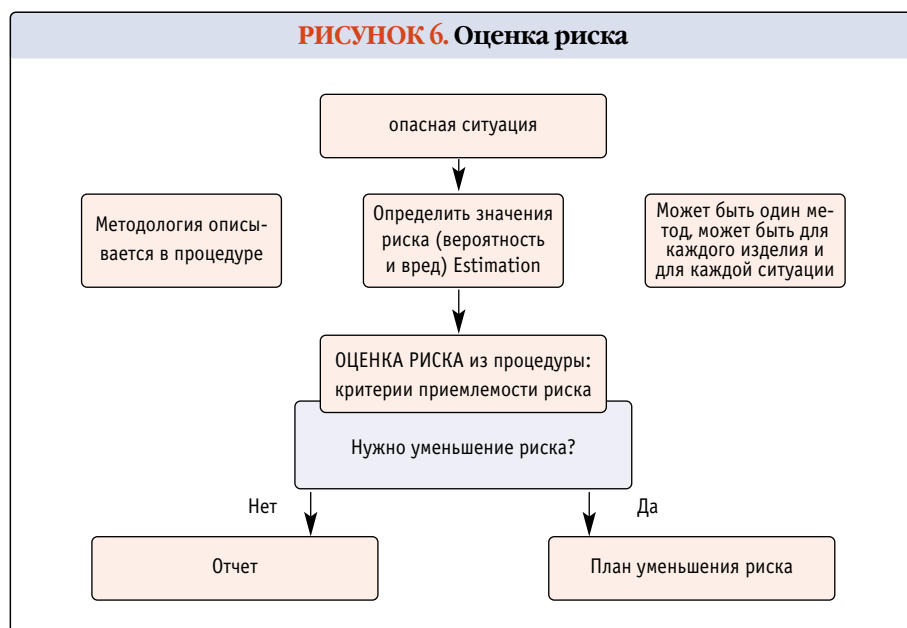 РИСУНОК 6. Оценка риска
опасная ситуация
Методология описы-
вается в процедуре
Определить значения
риска (вероятность
и вред) Estimation
Может быть один ме-
тод, может быть для
каждого изделия и
для каждой ситуации
ОЦЕНКА РИСКА из процедуры:
критерии приемлемости риска
Нужно уменьшение риска?
Нет
Да
Отчет
План уменьшения риска